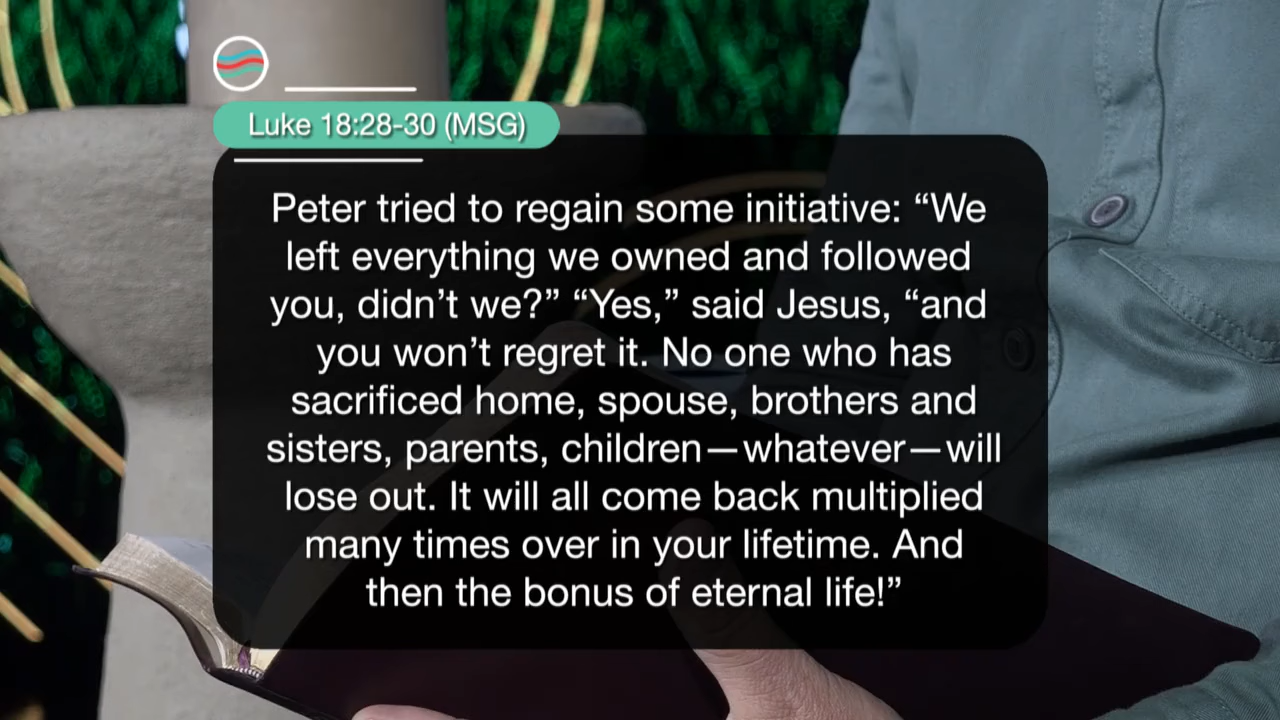 Luke 18:28-30 (MSG)
Peter tried to regain some initiative: “We
left everything we owned and followed
you, didn’t we?” “Yes,” said Jesus, “and
you won’t regret it. No one who has
sacrificed home, spouse, brothers and
sisters, parents, children—whatever—will
lose out. It will all come back multiplied
many times over in your lifetime. And
then the bonus of eternal life!”